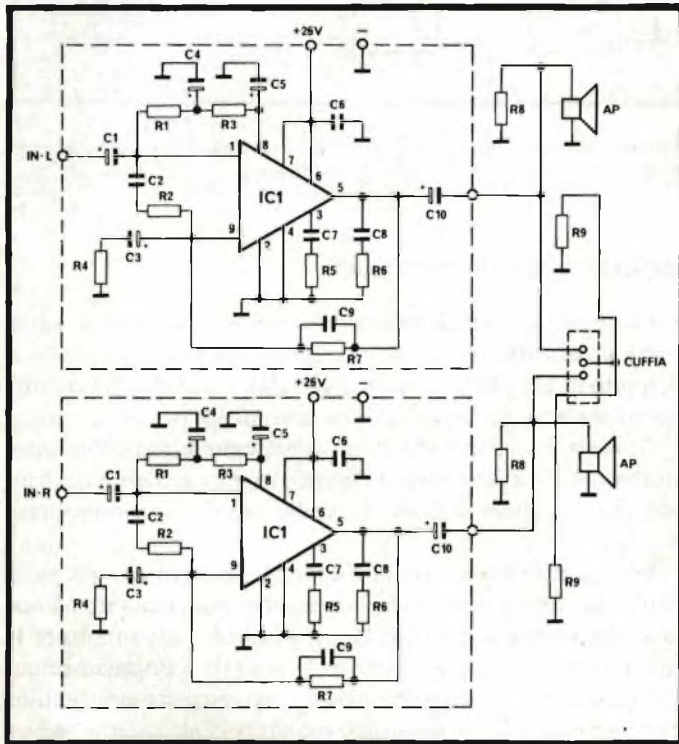 +26V
C4
C5
C6
R1
R3
R8
AP
IN-L
C1
1
8
7
6
C2
R2
IC1
5
C10
R9
9
3
2
4
C7
C8
R4
C3
R5
R6
C9
R7
CUFFIA
+26V
C4
C5
C6
R1
R3
R8
AP
IN-R
C1
1
8
7
6
C2
R2
IC1
5
C10
9
3
2
4
C7
C8
R4
C3
R5
R6
R9
C9
R7